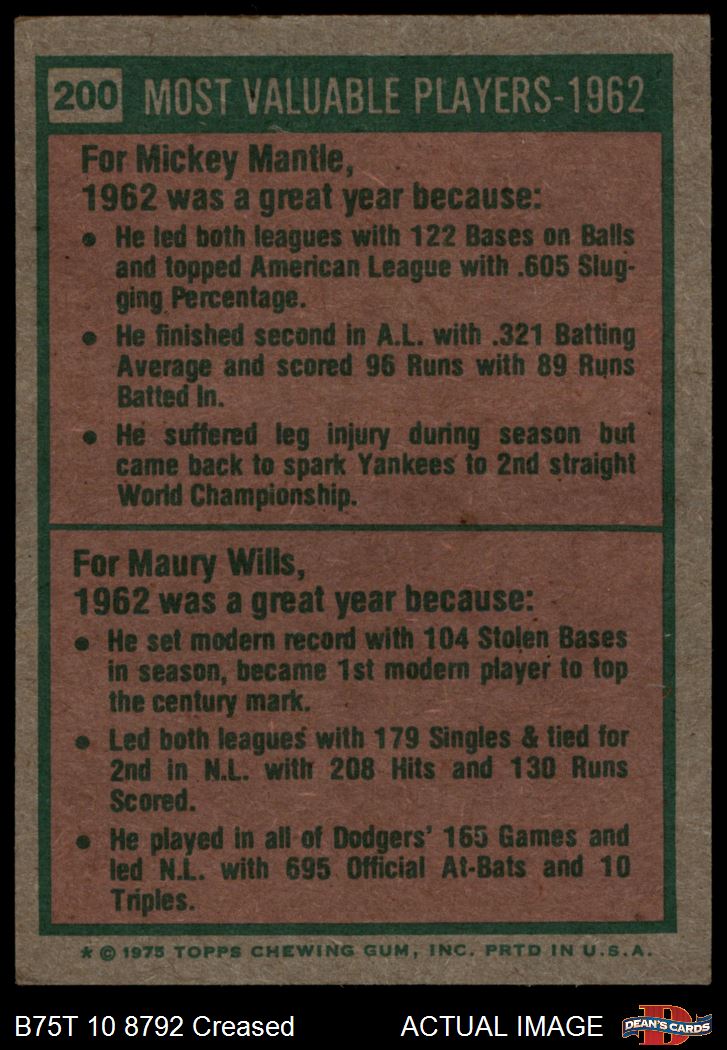 200 MOST VALUABLE PLAYERS-1962
For Mickey Mantle,
1962 was a great year because:
• He led both leagues with 122 Bases on Balls
and topped American League with .605 Slug-
ging Percentage.
• He finished second in A.L. with .321 Batting
Average and scored 96 Runs with 89 Runs
Batted In.
• He suffered leg injury during season but
came back to spark Yankees to 2nd straight
World Championship.
For Maury Wills,
1962 was a great year because:
• He set modern record with 104 Stolen Bases
in season, became 1st modern player to top
the century mark.
• Led both leagues with 179 Singles & tied for
2nd in N.L. with 208 Hits and 130 Runs
Scored.
• He played in all of Dodgers' 165 Games and
led N.L. with 695 Official At-Bats and 10
Triples.
* © 1975 TOPPS CHEWING GUM, INC. PRTD IN U.S.A.
B75T 10 8792 Creased ACTUAL IMAGE
D
DEAN'S CARDS